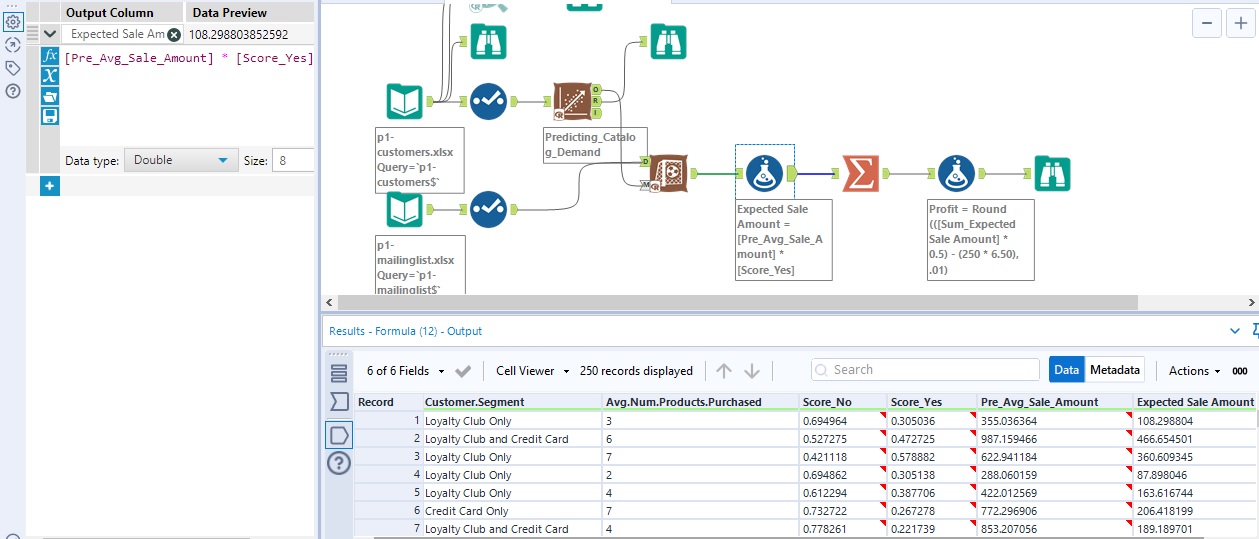 Output Column Data Preview
Expected Sale Am 108.298803852592
[Pre_Avg_Sale_Amount] * [Score_Yes]
Data type: Double Size: 8
p1-
customers.xlsx
Query=`p1-
customers$`
Predicting_Catalo
g_Demand
O
R
I
D
M
p1-
mailinglist.xlsx
Query=`p1-
mailinglist$`
Expected Sale
Amount =
[Pre_Avg_Sale_A
mount] *
[Score_Yes]
Profit = Round
(([Sum_Expected
Sale Amount] *
0.5) - (250 * 6.50),
.01)
Results - Formula (12) - Output
6 of 6 Fields Cell Viewer 250 records displayed Search Data Metadata Actions 000
Record Customer.Segment Avg.Num.Products.Purchased Score_No Score_Yes Pre_Avg_Sale_Amount Expected Sale Amount
1 Loyalty Club Only 3 0.694964 0.305036 355.036364 108.298804
2 Loyalty Club and Credit Card 6 0.527275 0.472725 987.159466 466.654501
3 Loyalty Club Only 7 0.421118 0.578882 622.941184 360.609345
4 Loyalty Club Only 2 0.694862 0.305138 288.060159 87.898046
5 Loyalty Club Only 4 0.612294 0.387706 422.012569 163.616744
6 Credit Card Only 7 0.732722 0.267278 772.296906 206.418199
7 Loyalty Club and Credit Card 4 0.778261 0.221739 853.207056 189.189701